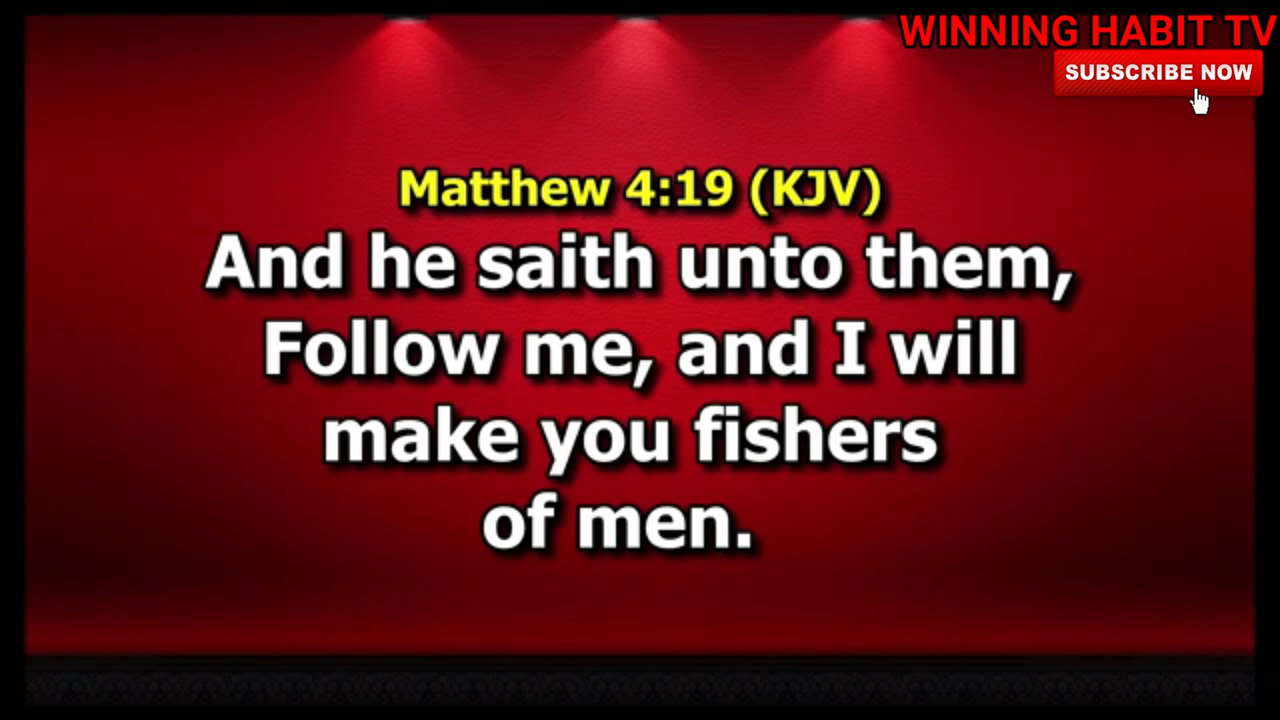 WINNING HABIT TV
SUBSCRIBE NOW
Matthew 4:19 (KJV)
And he saith unto them,
Follow me, and I will
make you fishers
of men.